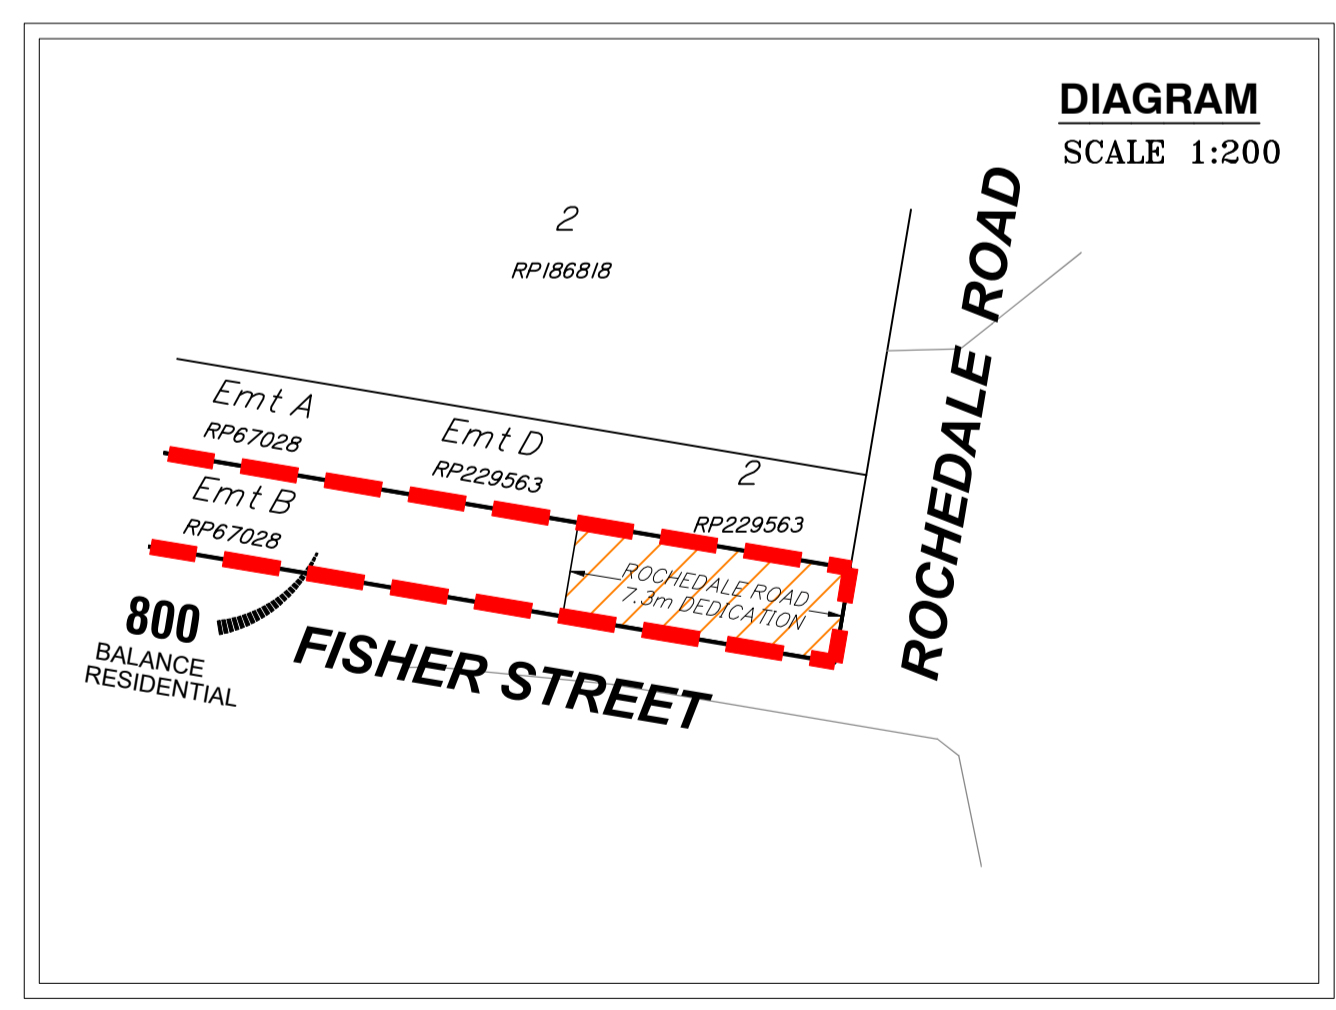 DIAGRAM
SCALE 1:200
2
RP186818
ROCHEDALE ROAD
Emt A
RP67028
Emt D
RP229563
2
RP229563
Emt B
RP67028
ROCHEDALE ROAD
7.3m DEDICATION
800
BALANCE
RESIDENTIAL
FISHER STREET